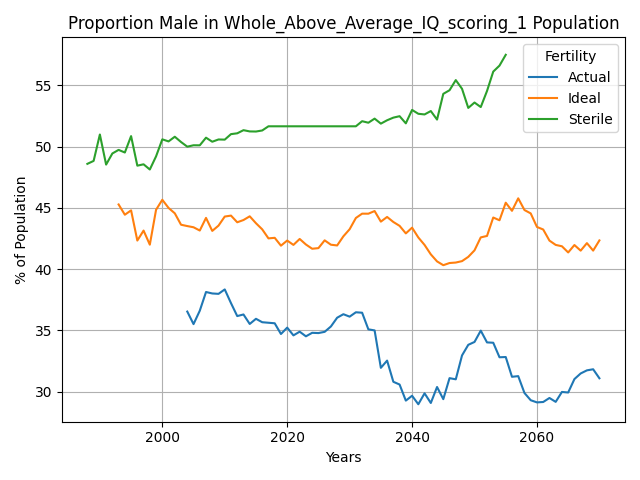 Proportion Male in Whole_Above_Average_IQ_scoring_1 Population
Fertility
Actual
Ideal
Sterile
% of Population
55
50
45
40
35
30
2000
2020
2040
2060
Years